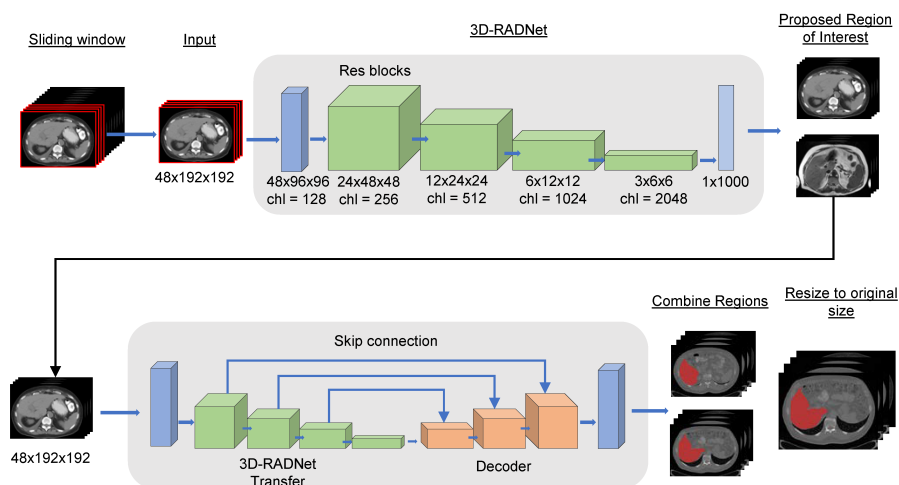 Sliding window
Input
3D-RADNet
Proposed Region
of Interest
Res blocks
48x192x192
48x96x96
chl = 128
24x48x48
chl = 256
12x24x24
chl = 512
6x12x12
chl = 1024
3x6x6
chl = 2048
1x1000
Combine Regions
Resize to original
size
Skip connection
48x192x192
3D-RADNet
Transfer
Decoder